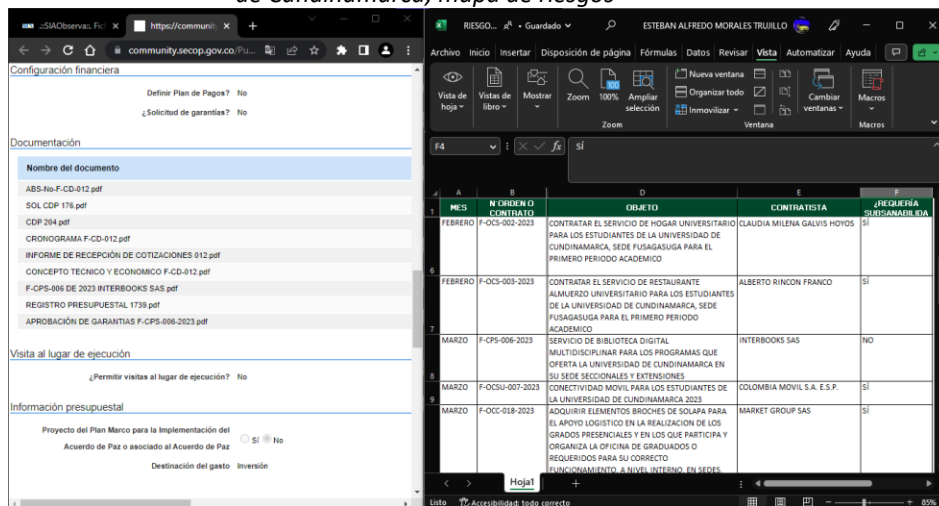 de Cundinamarca, mapa de Riesgos
::SIAObserva::. Fic
https://community
community.secop.gov.co/Pu...
Configuración financiera
Definir Plan de Pagos? No
¿Solicitud de garantías? No
Documentación
Nombre del documento
ABS-No-F-CD-012.pdf
SOL CDP 176.pdf
CDP 204.pdf
CRONOGRAMA F-CD-012.pdf
INFORME DE RECEPCIÓN DE COTIZACIONES 012.pdf
CONCEPTO TECNICO Y ECONOMICO F-CD-012.pdf
F-CPS-006 DE 2023 INTERBOOKS SAS.pdf
REGISTRO PRESUPUESTAL 1739.pdf
APROBACIÓN DE GARANTIAS F-CPS-006-2023.pdf
Visita al lugar de ejecución
¿Permitir visitas al lugar de ejecución? No
Información presupuestal
Proyecto del Plan Marco para la Implementación del
Acuerdo de Paz o asociado al Acuerdo de Paz
Sí No
Destinación del gasto Inversión
RIESGO... • Guardado
ESTEBAN ALFREDO MORALES TRUJILLO
Archivo Inicio Insertar Disposición de página Fórmulas Datos Revisar Vista Automatizar Ayuda
Vista de hoja
Vistas de libro
Mostrar
Zoom
100%
Ampliar selección
Nueva ventana
Organizar todo
Inmovilizar
Cambiar ventanas
Macros
Zoom Ventana Macros
F4 fx SÍ
A B D E F
1 MES N°ORDEN O CONTRATO OBJETO CONTRATISTA ¿REQUERÍA SUBSANABILIDA
FEBRERO F-OCS-002-2023 CONTRATAR EL SERVICIO DE HOGAR UNIVERSITARIO CLAUDIA MILENA GALVIS HOYOS SÍ
PARA LOS ESTUDIANTES DE LA UNIVERSIDAD DE
CUNDINAMARCA, SEDE FUSAGASUGA PARA EL
PRIMERO PERIODO ACADEMICO
6
FEBRERO F-OCS-003-2023 CONTRATAR EL SERVICIO DE RESTAURANTE ALBERTO RINCON FRANCO SÍ
ALMUERZO UNIVERSITARIO PARA LOS ESTUDIANTES
DE LA UNIVERSIDAD DE CUNDINAMARCA, SEDE
FUSAGASUGA PARA EL PRIMERO PERIODO
7 ACADEMICO
MARZO F-CPS-006-2023 SERVICIO DE BIBLIOTECA DIGITAL INTERBOOKS SAS NO
MULTIDISCIPLINAR PARA LOS PROGRAMAS QUE
OFERTA LA UNIVERSIDAD DE CUNDINAMARCA EN
8 SU SEDE SECCIONALES Y EXTENSIONES
MARZO F-OCSU-007-2023 CONECTIVIDAD MOVIL PARA LOS ESTUDIANTES DE COLOMBIA MOVIL S.A. E.S.P. SÍ
9 LA UNIVERSIDAD DE CUNDINAMARCA 2023
MARZO F-OCC-018-2023 ADQUIRIR ELEMENTOS BROCHES DE SOLAPA PARA MARKET GROUP SAS SÍ
EL APOYO LOGISTICO EN LA REALIZACION DE LOS
GRADOS PRESENCIALES Y EN LOS QUE PARTICIPA Y
ORGANIZA LA OFICINA DE GRADUADOS O
REQUERIDOS PARA SU CORRECTO
FUNCIONAMIENTO, A NIVEL INTERNO, EN SEDES,
Hoja1
Listo Accesibilidad: todo correcto 85%